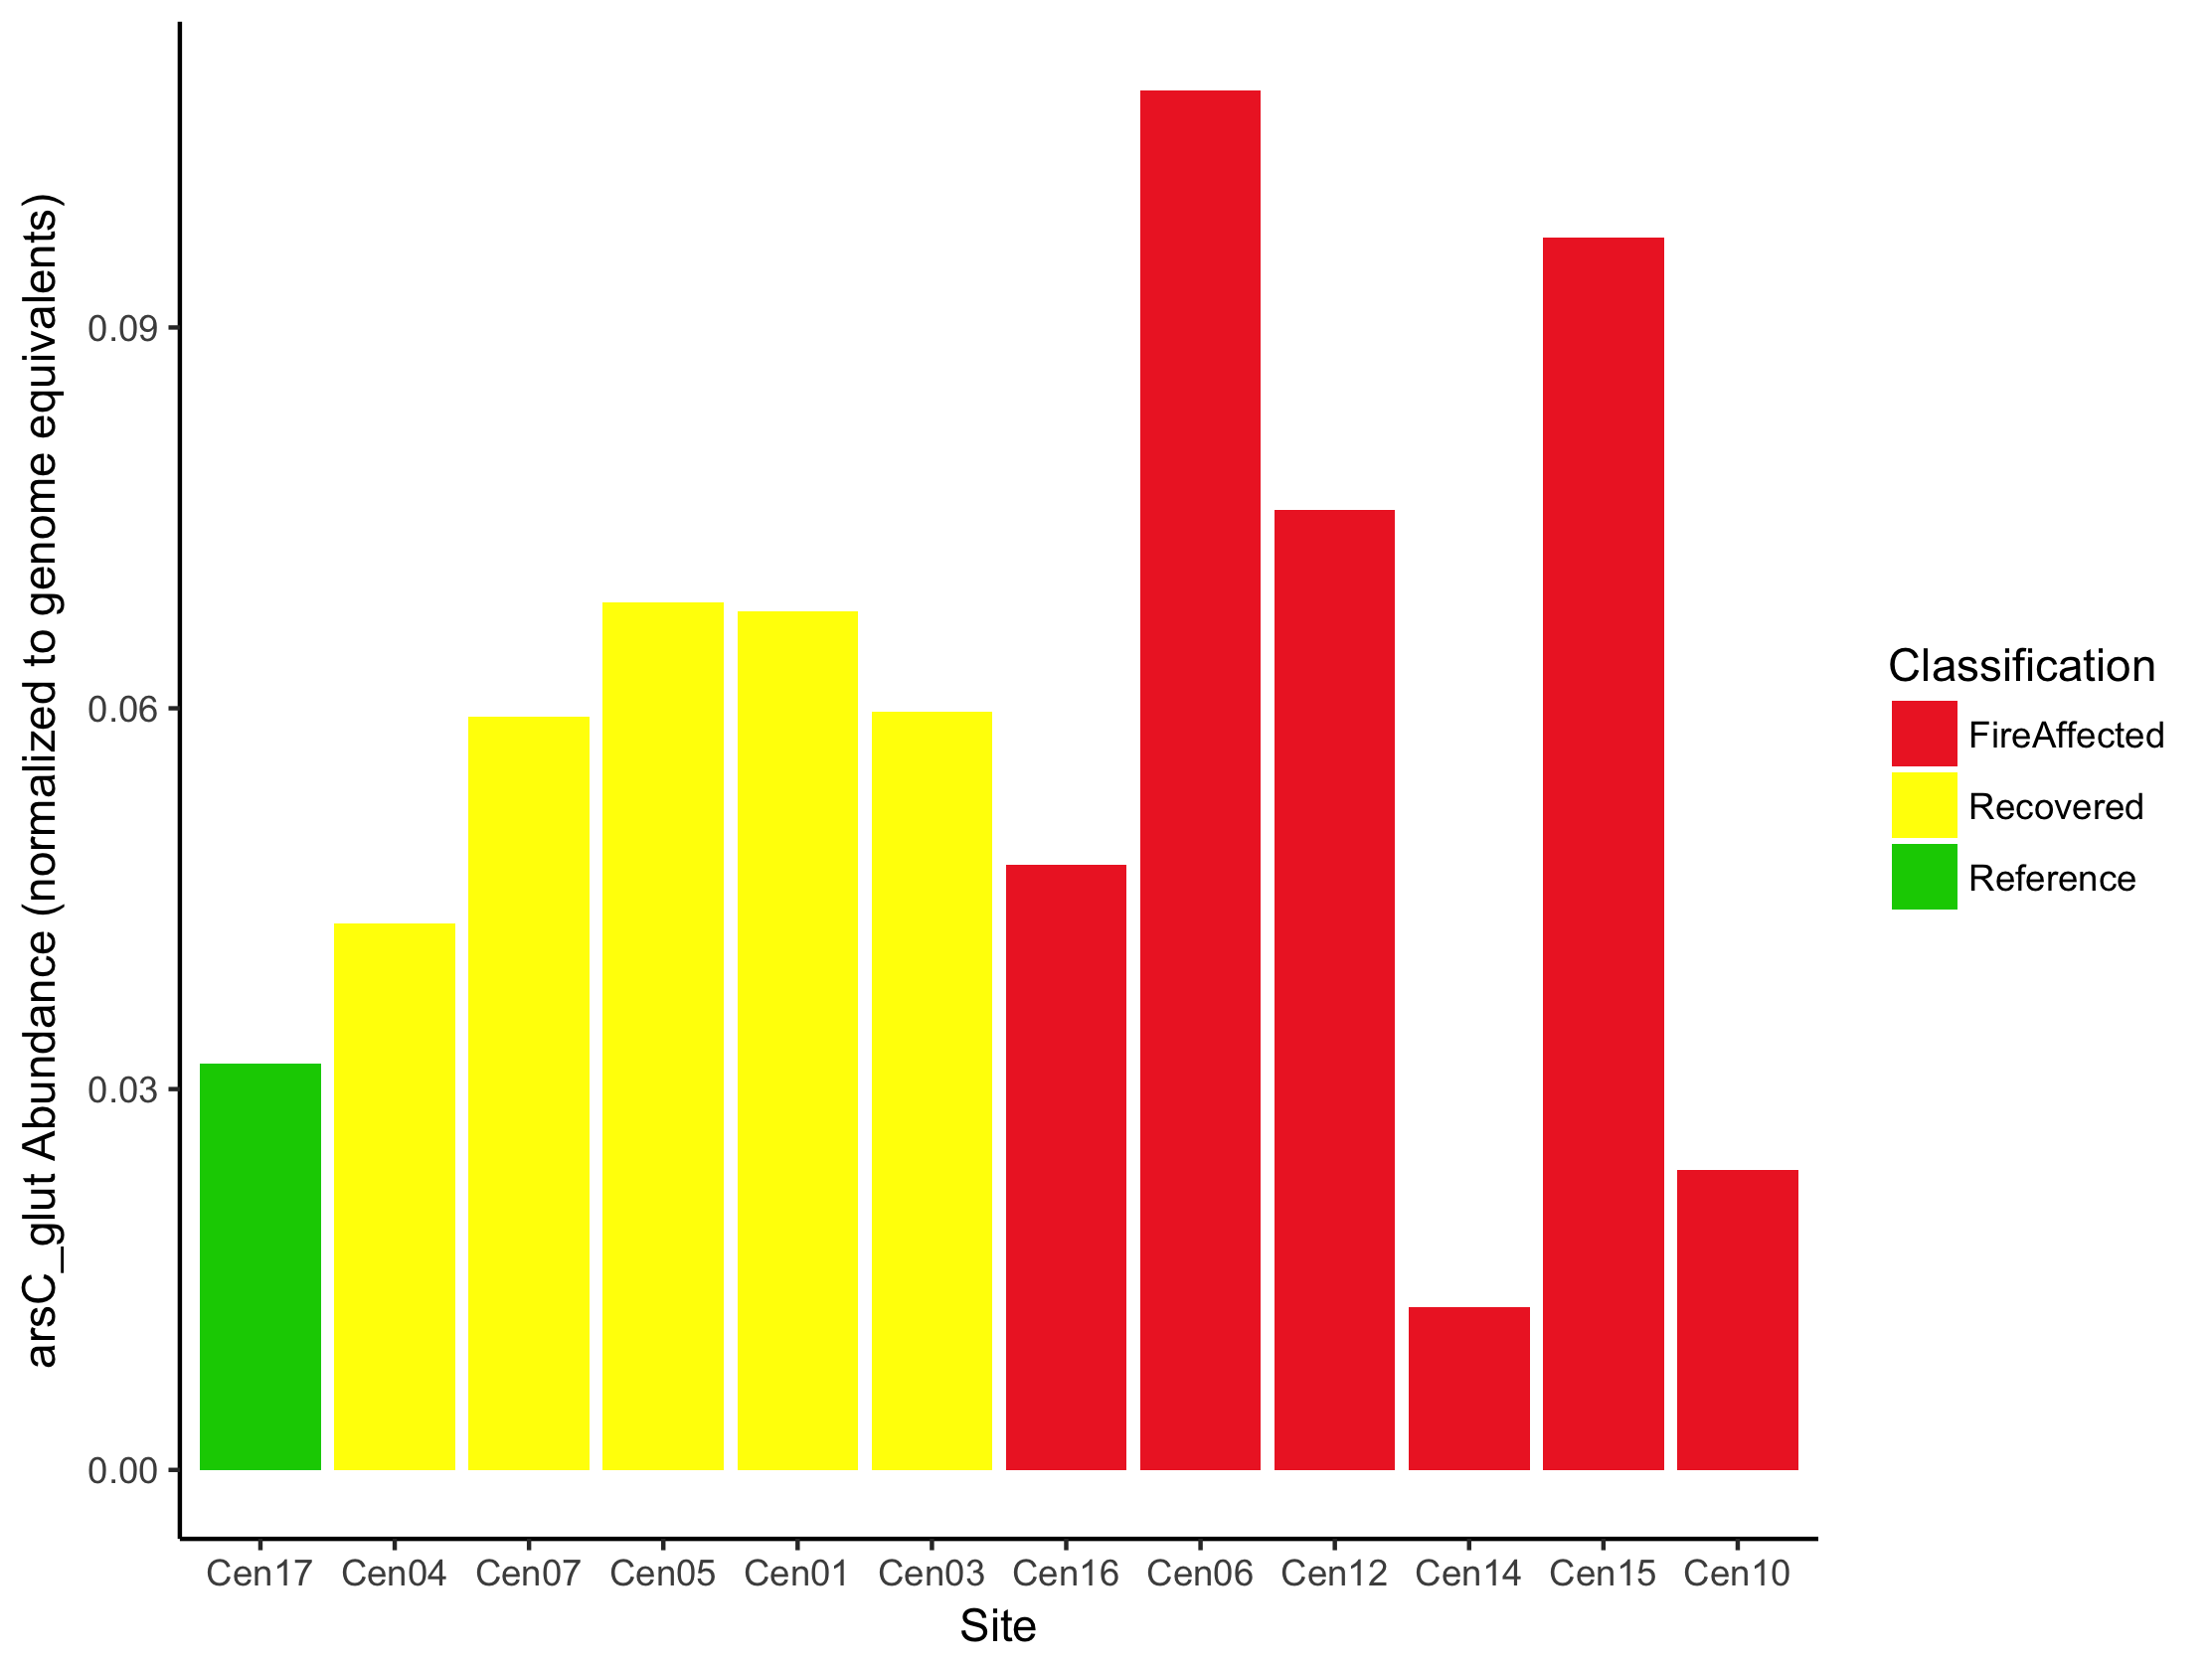 arsC_glut Abundance (normalized to genome equivalents)
0.09
0.06
0.03
0.00
Cen17 Cen04 Cen07 Cen05 Cen01 Cen03 Cen16 Cen06 Cen12 Cen14 Cen15 Cen10
Site
Classification
FireAffected
Recovered
Reference